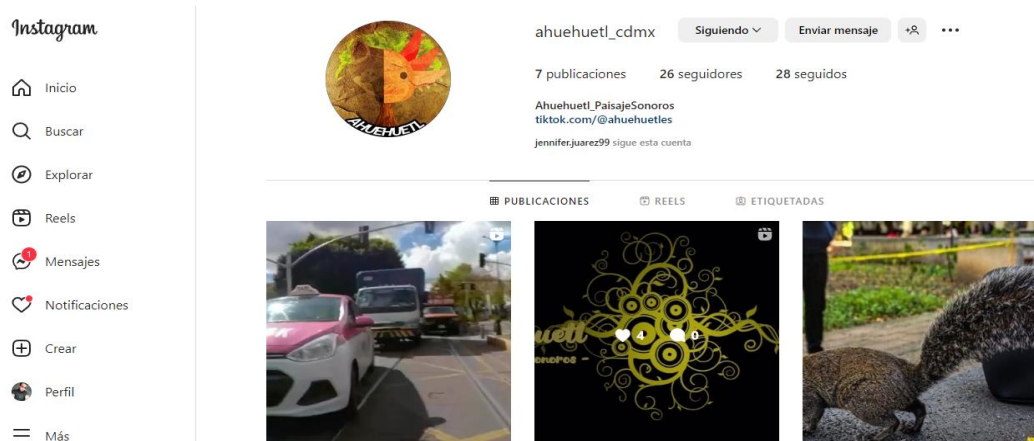 Instagram
Inicio
Buscar
Explorar
Reels
1
Mensajes
Notificaciones
Crear
Perfil
Más
AHUEHUETL
ahuehuetl_cdmx Siguiendo Enviar mensaje
7 publicaciones 26 seguidores 28 seguidos
Ahuehuetl_PaisajeSonoros
tiktok.com/@ahuehuetles
jennifer.juarez99 sigue esta cuenta
PUBLICACIONES REELS ETIQUETADAS
4 0